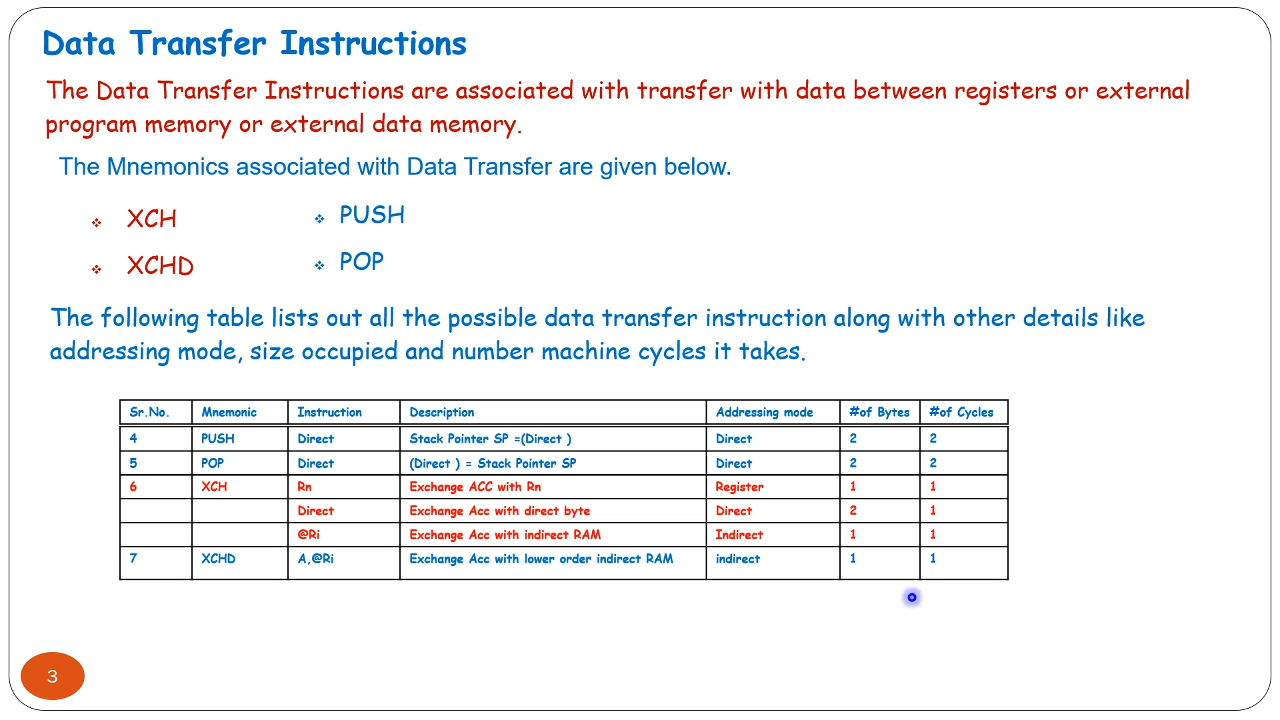 Data Transfer Instructions
The Data Transfer Instructions are associated with transfer with data between registers or external
program memory or external data memory.
The Mnemonics associated with Data Transfer are given below.
XCH
PUSH
XCHD
POP
The following table lists out all the possible data transfer instruction along with other details like
addressing mode, size occupied and number machine cycles it takes.
Sr.No. Mnemonic Instruction Description Addressing mode #of Bytes #of Cycles
4 PUSH Direct Stack Pointer SP =(Direct ) Direct 2 2
5 POP Direct (Direct ) = Stack Pointer SP Direct 2 2
6 XCH Rn Exchange ACC with Rn Register 1 1
Direct Exchange Acc with direct byte Direct 2 1
@Ri Exchange Acc with indirect RAM Indirect 1 1
7 XCHD A,@Ri Exchange Acc with lower order indirect RAM indirect 1 1
3